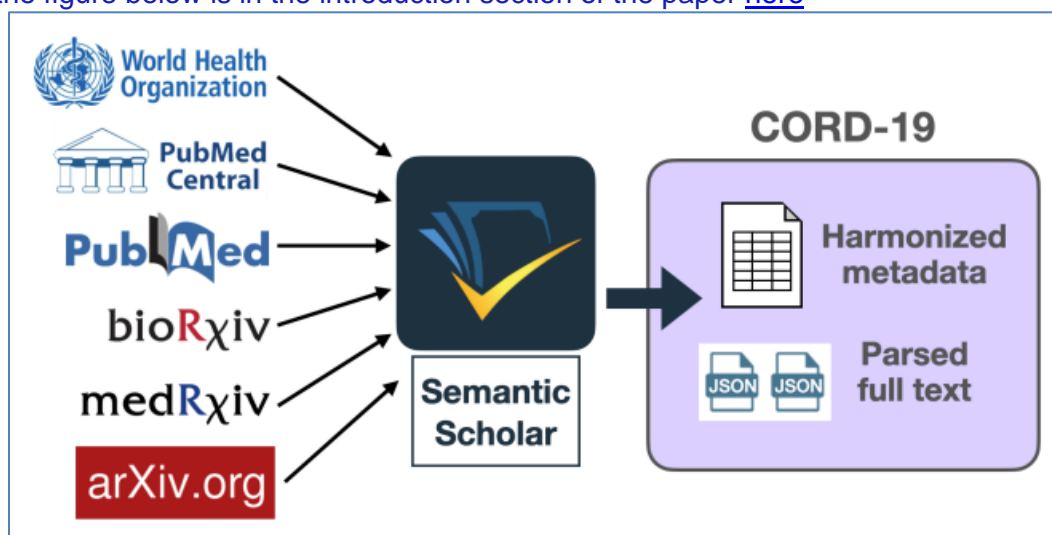 the figure below is in the introduction section of the paper here
World Health
Organization
PubMed
Central
PubMed
bioRχiv
medRχiv
arXiv.org
Semantic
Scholar
CORD-19
Harmonized
metadata
JSON JSON
Parsed
full text